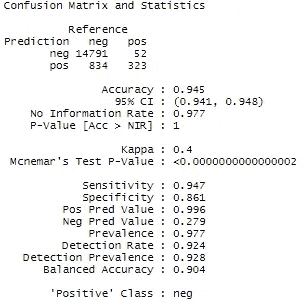 Confusion Matrix and Statistics
Reference
Prediction neg pos
neg 14791 52
pos 834 323
Accuracy : 0.945
95% CI : (0.941, 0.948)
No Information Rate : 0.977
P-Value [Acc > NIR] : 1
Kappa : 0.4
Mcnemar's Test P-Value : <0.0000000000000002
Sensitivity : 0.947
Specificity : 0.861
Pos Pred Value : 0.996
Neg Pred Value : 0.279
Prevalence : 0.977
Detection Rate : 0.924
Detection Prevalence : 0.928
Balanced Accuracy : 0.904
'Positive' Class : neg